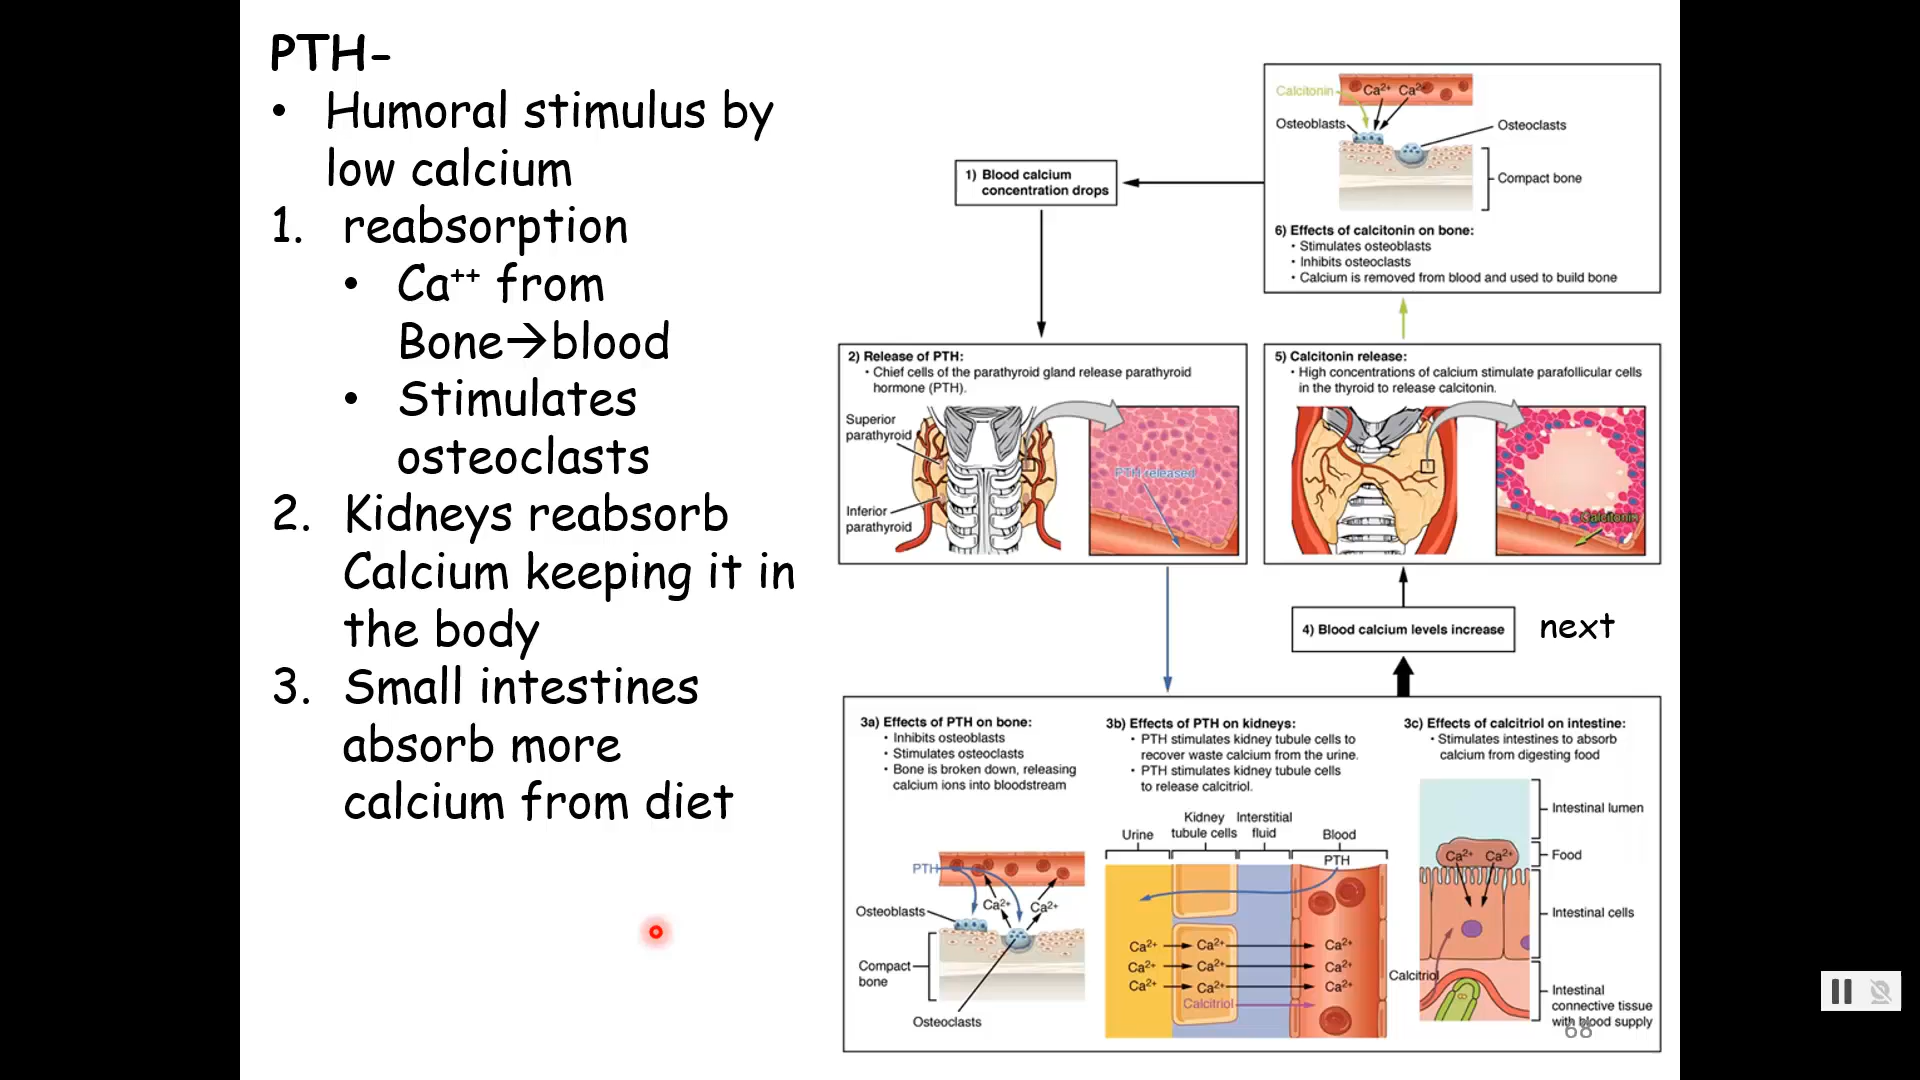 PTH-
• Humoral stimulus by
low calcium
1. reabsorption
• Ca⁺⁺ from
Bone→blood
• Stimulates
osteoclasts
2. Kidneys reabsorb
Calcium keeping it in
the body
3. Small intestines
absorb more
calcium from diet
1) Blood calcium
concentration drops
Calcitonin
Ca²⁺ Ca²⁺
Osteoblasts
Osteoclasts
Compact bone
6) Effects of calcitonin on bone:
• Stimulates osteoblasts
• Inhibits osteoclasts
• Calcium is removed from blood and used to build bone
2) Release of PTH:
• Chief cells of the parathyroid gland release parathyroid
hormone (PTH).
Superior
parathyroid
PTH released
Inferior
parathyroid
5) Calcitonin release:
• High concentrations of calcium stimulate parafollicular cells
in the thyroid to release calcitonin.
Calcitonin
4) Blood calcium levels increase
next
3a) Effects of PTH on bone:
• Inhibits osteoblasts
• Stimulates osteoclasts
• Bone is broken down, releasing
calcium ions into bloodstream
PTH
Ca²⁺ Ca²⁺
Osteoblasts
Compact
bone
Osteoclasts
3b) Effects of PTH on kidneys:
• PTH stimulates kidney tubule cells to
recover waste calcium from the urine.
• PTH stimulates kidney tubule cells
to release calcitriol.
Urine
Kidney
tubule cells
Interstitial
fluid
Blood
PTH
Ca²⁺ Ca²⁺ Ca²⁺
Ca²⁺ Ca²⁺ Ca²⁺
Ca²⁺ Ca²⁺ Ca²⁺
Calcitriol
3c) Effects of calcitriol on intestine:
• Stimulates intestines to absorb
calcium from digesting food
Intestinal lumen
Ca²⁺ Ca²⁺
Food
Intestinal cells
Calcitriol
Intestinal
connective tissue
with blood supply
68